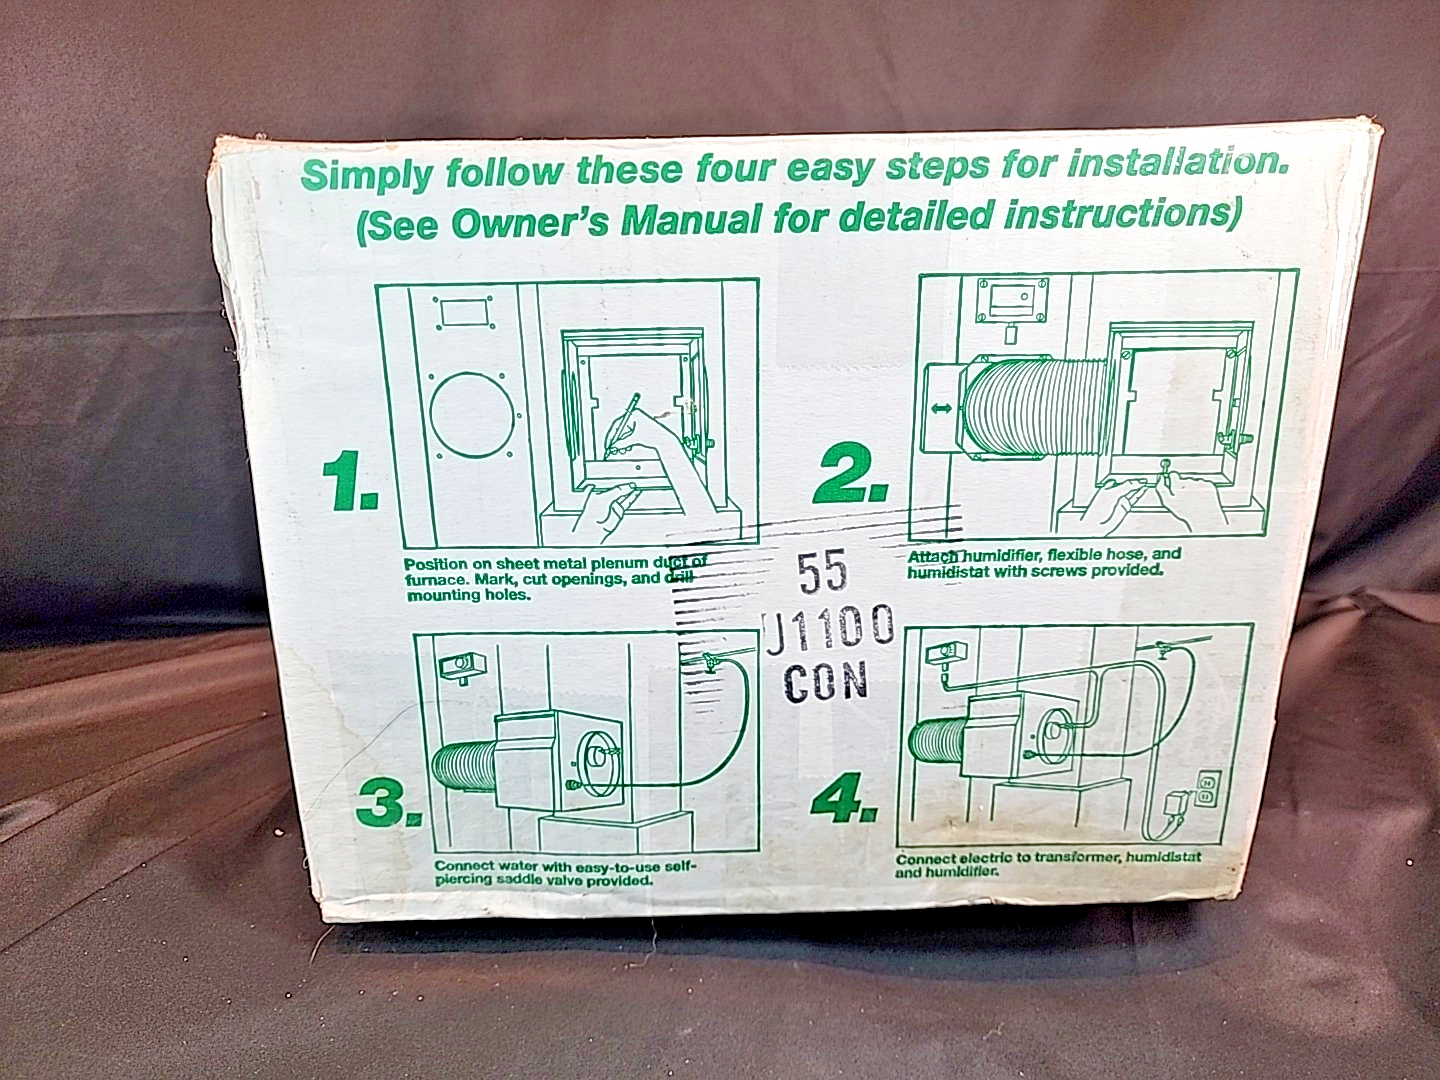 Simply follow these four easy steps for installation.
(See Owner's Manual for detailed instructions)
1.
Position on sheet metal plenum duct of
furnace. Mark, cut openings, and drill
mounting holes.
2.
Attach humidifier, flexible hose, and
humidistat with screws provided.
55
J1100
CON
3.
Connect water with easy-to-use self-
piercing saddle valve provided.
4.
Connect electric to transformer, humidistat
and humidifier.